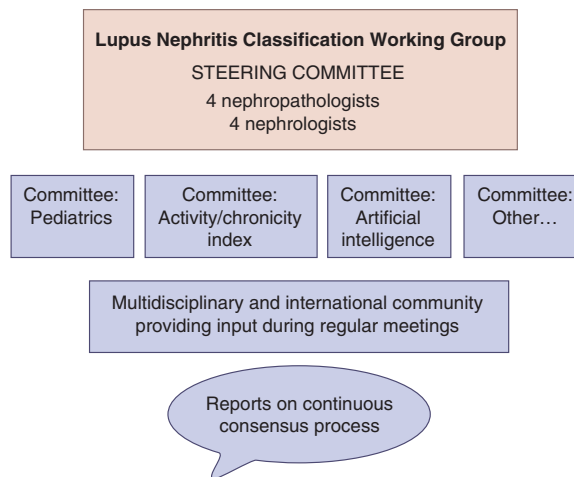 Lupus Nephritis Classification Working Group
STEERING COMMITTEE
4 nephropathologists
4 nephrologists
Committee:
Pediatrics
Committee:
Activity/chronicity
index
Committee:
Artificial
intelligence
Committee:
Other…
Multidisciplinary and international community
providing input during regular meetings
Reports on continuous
consensus process